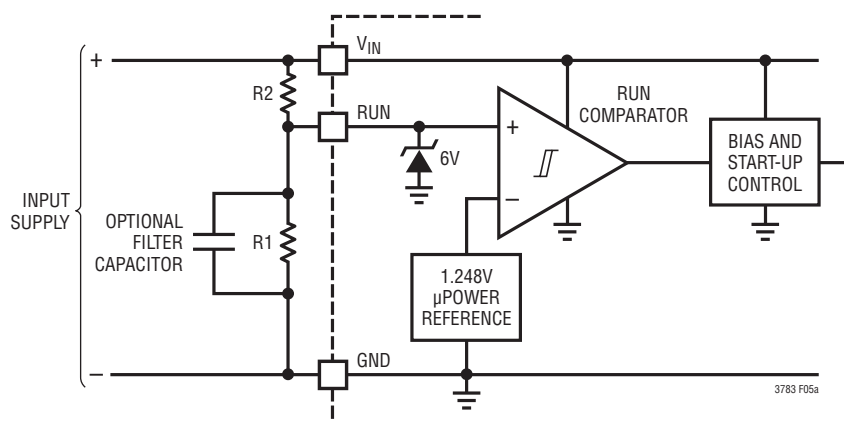 +
V_IN
R2
RUN
RUN
COMPARATOR
+
6V
–
BIAS AND
START-UP
CONTROL
INPUT
SUPPLY
OPTIONAL
FILTER
CAPACITOR
R1
1.248V
µPOWER
REFERENCE
–
GND
3783 F05a